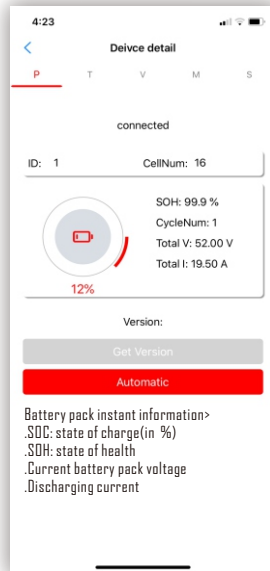 4:23
Deivce detail
P T V M S
connected
ID: 1 CellNum: 16
SOH: 99.9 %
CycleNum: 1
Total V: 52.00 V
Total I: 19.50 A
12%
Version:
Get Version
Automatic
Battery pack instant information>
.SOC: state of charge(in %)
.SOH: state of health
.Current battery pack voltage
.Discharging current